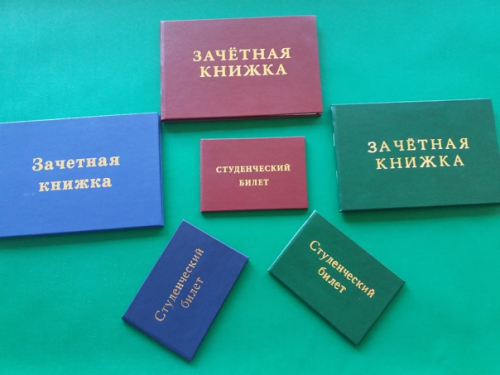 ЗАЧЁТНАЯ
КНИЖКА
Зачетная
книжка
СТУДЕНЧЕСКИЙ
БИЛЕТ
ЗАЧЁТНАЯ
КНИЖКА
Студенческий
билет
Студенческий
билет